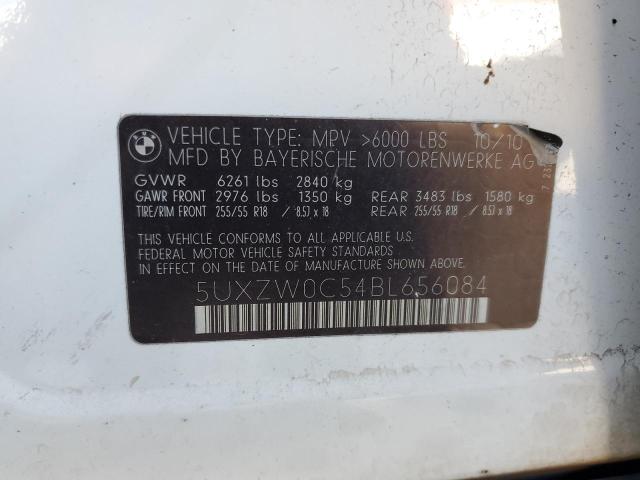 BMW
VEHICLE TYPE: MPV >6000 LBS 10/10
MFD BY BAYERISCHE MOTORENWERKE AG
GVWR 6261 lbs 2840 kg
GAWR FRONT 2976 lbs 1350 kg REAR 3483 lbs 1580 kg
TIRE/RIM FRONT 255/55 R18 / 8.5J x 18 REAR 255/55 R18 / 8.5J x 18
THIS VEHICLE CONFORMS TO ALL APPLICABLE U.S.
FEDERAL MOTOR VEHICLE SAFETY STANDARDS
IN EFFECT ON THE DATE OF MANUFACTURE SHOWN ABOVE.
5UXZW0C54BL656084